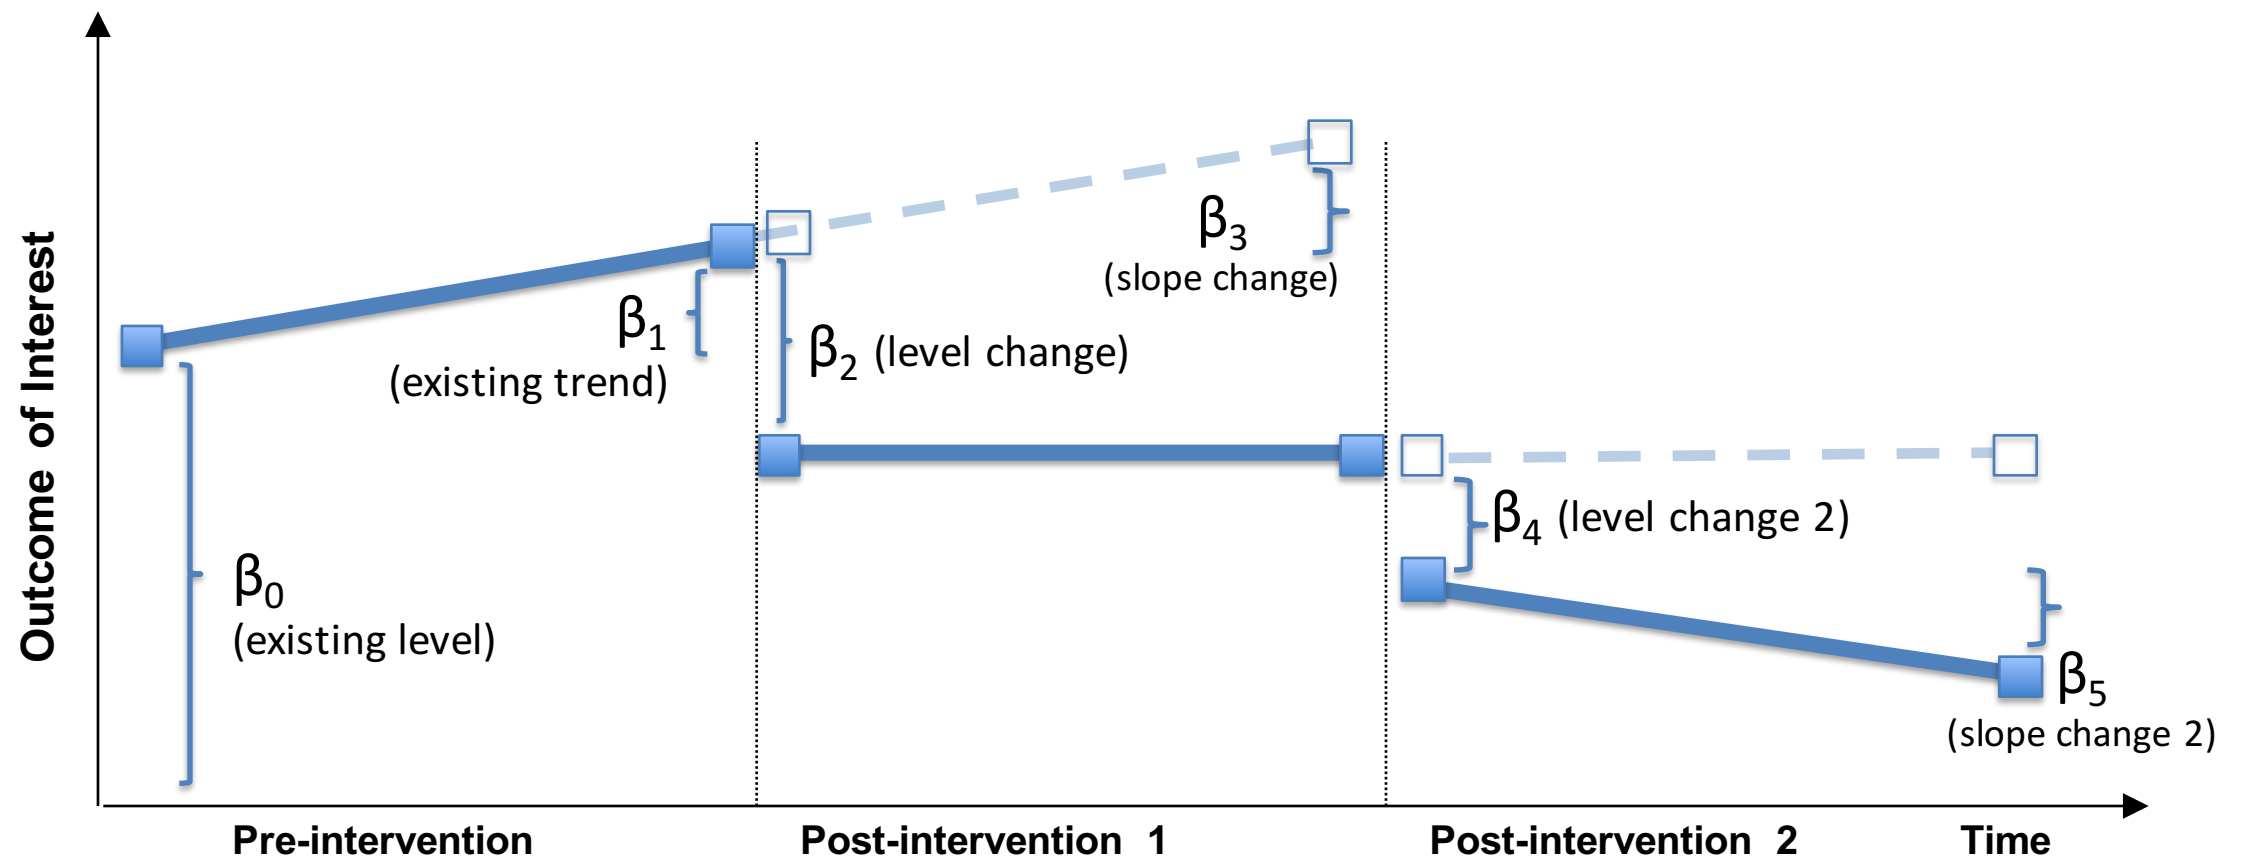 Outcome of Interest
β3
(slope change)
β1
(existing trend)
β2 (level change)
β4 (level change 2)
β0
(existing level)
β5
(slope change 2)
Pre-intervention
Post-intervention 1
Post-intervention 2
Time